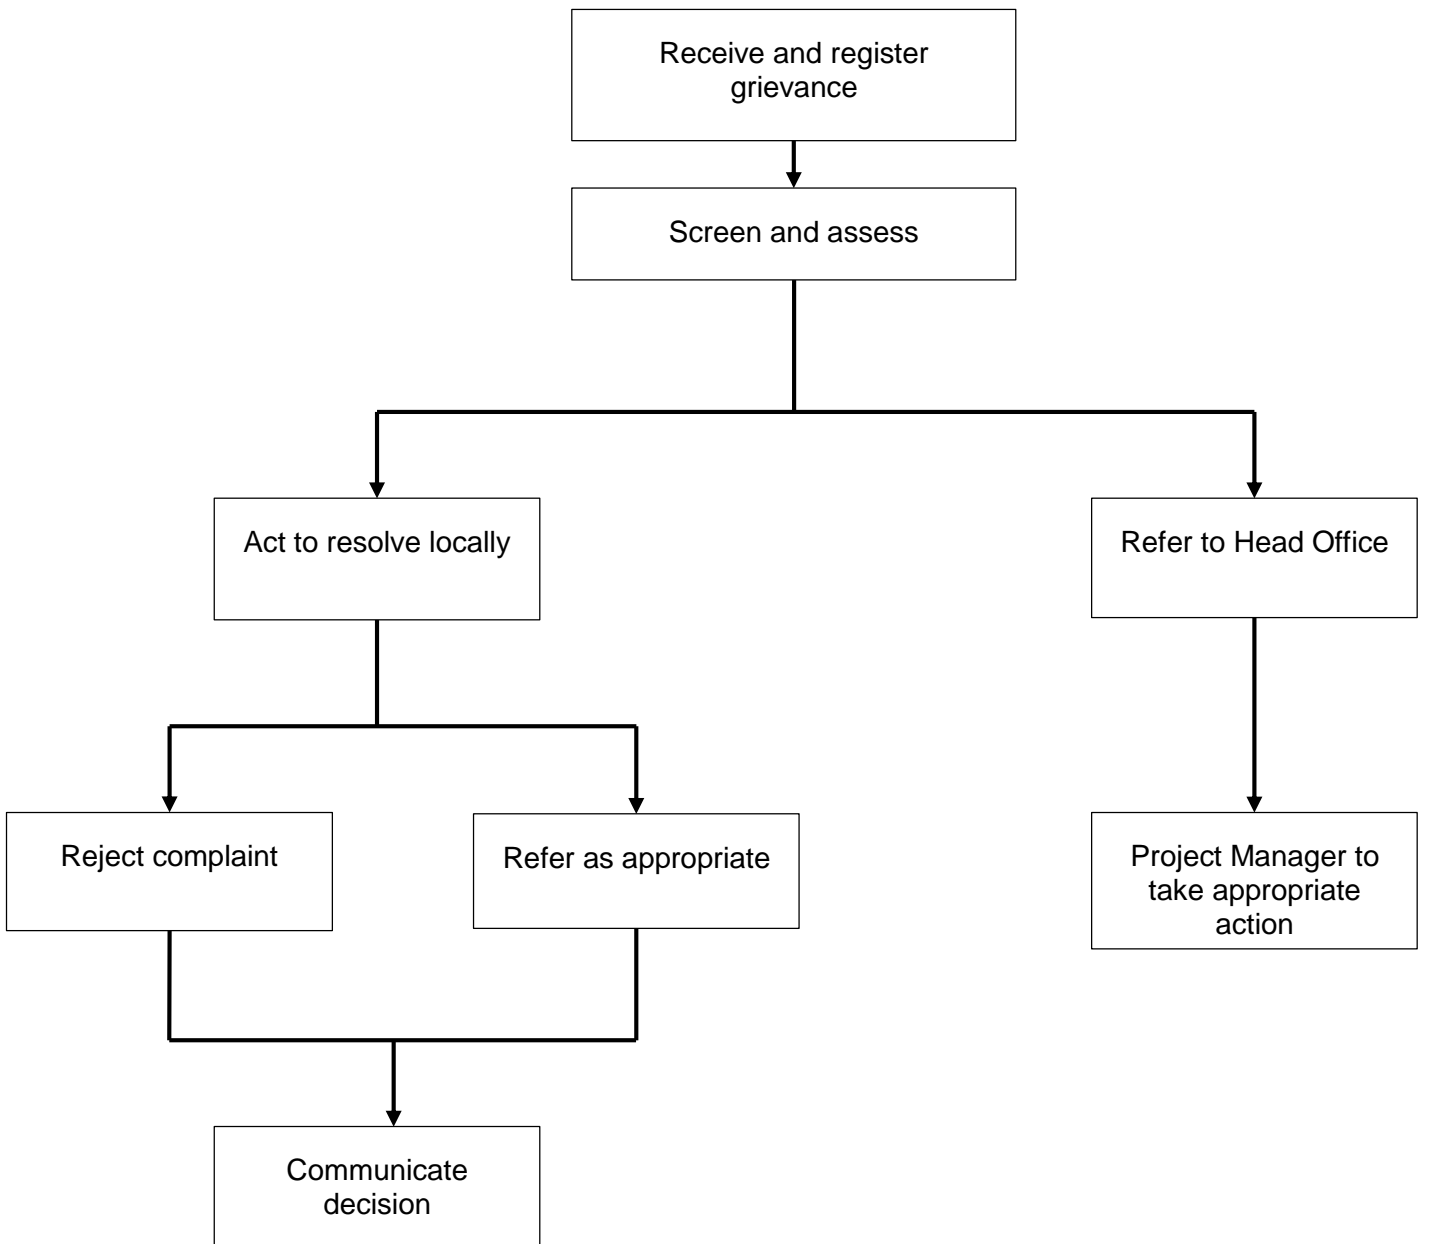 Receive and register
grievance
Screen and assess
Act to resolve locally
Refer to Head Office
Reject complaint
Refer as appropriate
Project Manager to
take appropriate
action
Communicate
decision